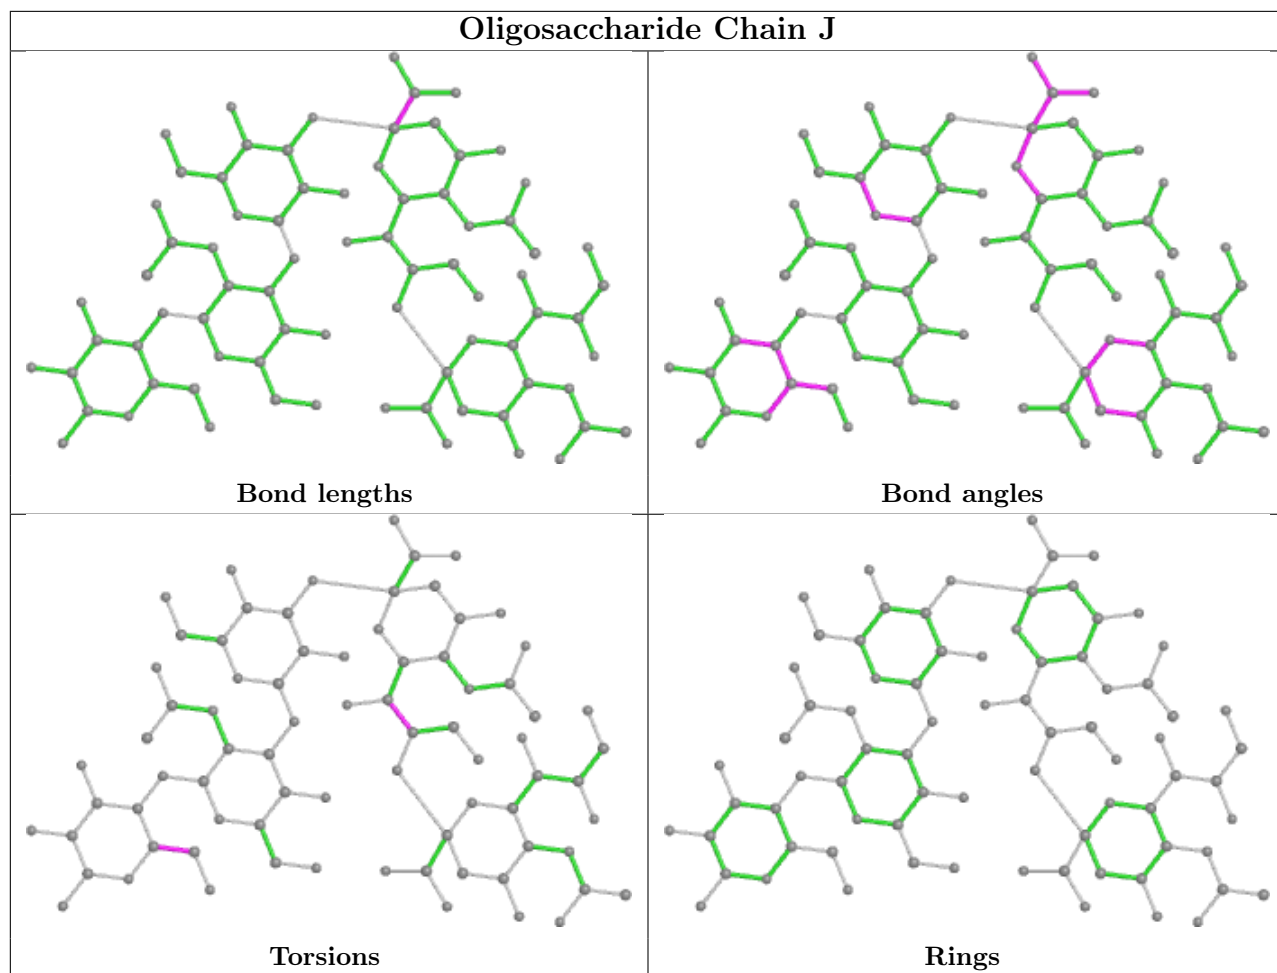 Oligosaccharide Chain J
Bond lengths
Bond angles
Torsions
Rings